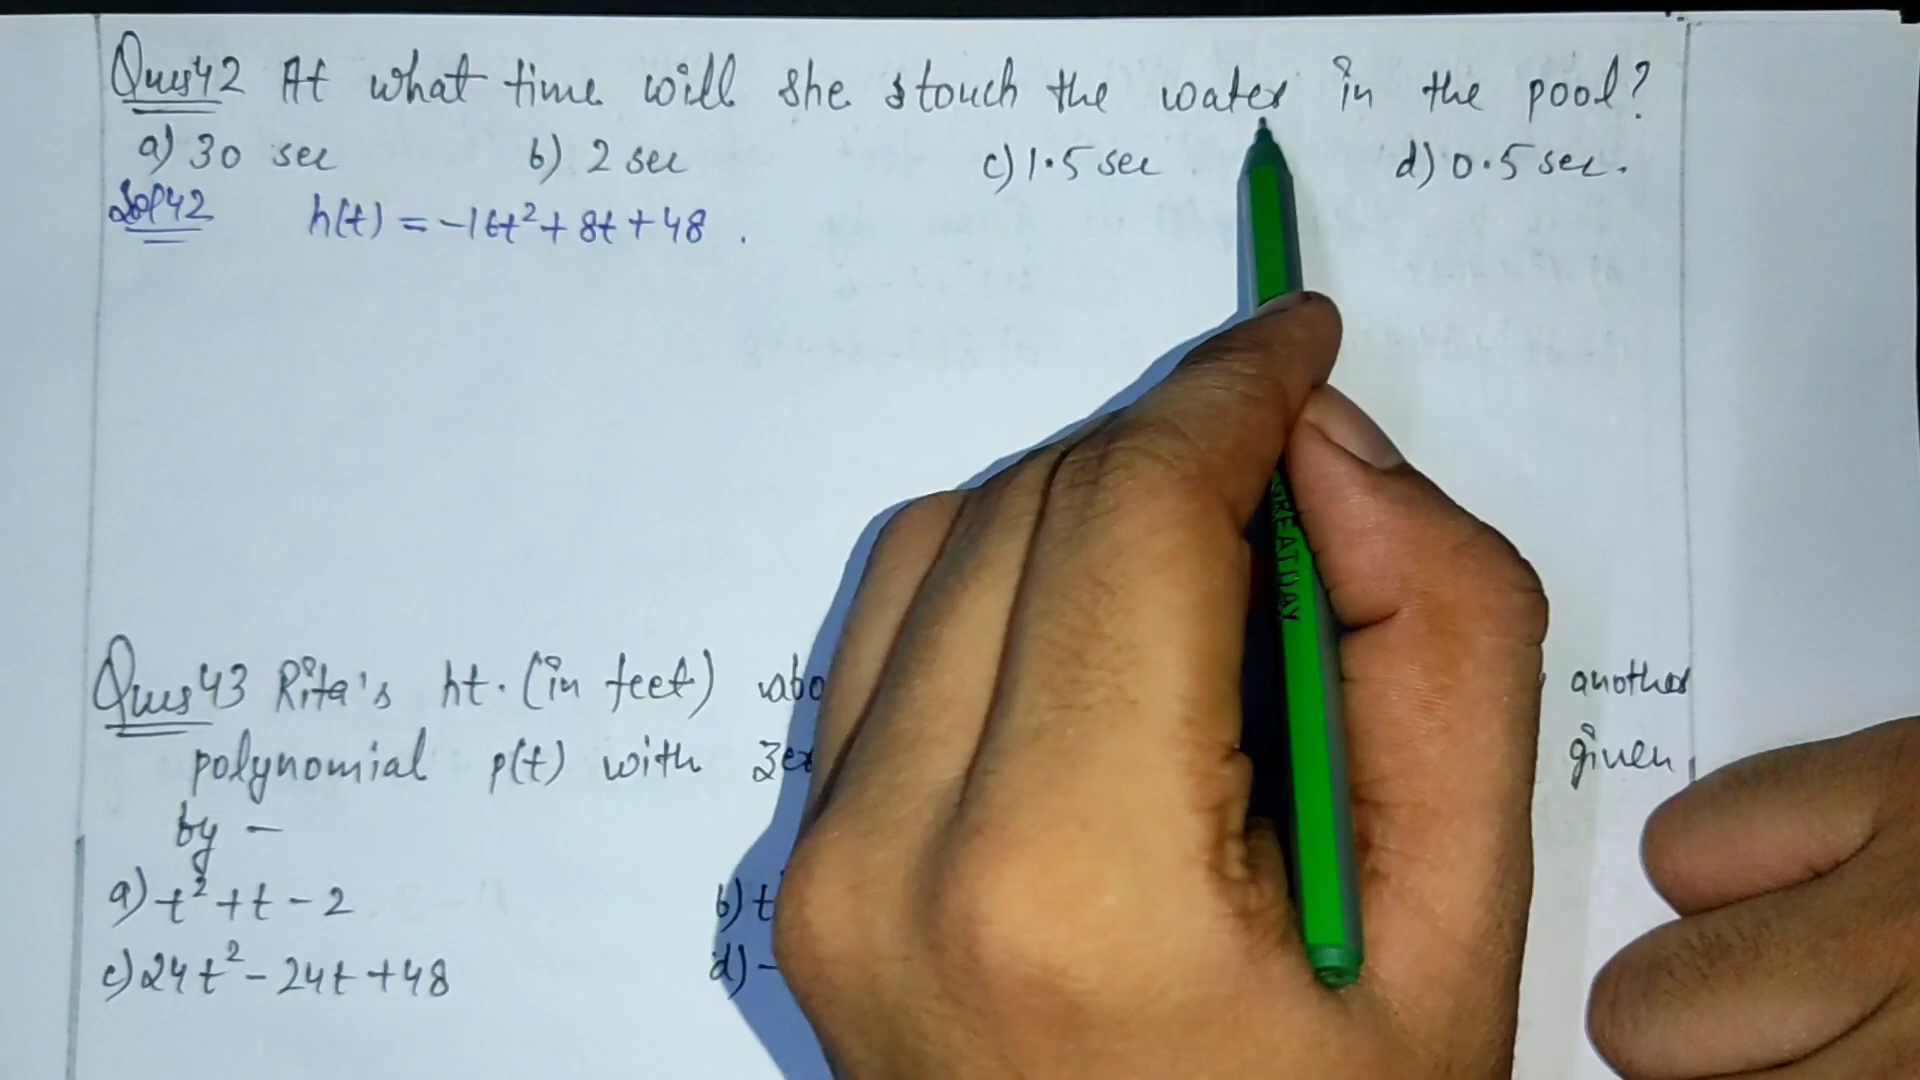 Ques42 At what time will she stouch the water in the pool?
a) 30 sec b) 2 sec c) 1.5 sec d) 0.5 sec.
Sol42 h(t) = -16t²+8t+48 .
Ques43 Rita's ht. (in feet) another
polynomial p(t) with given
by –
a) t²+t-2 b) t
c) 24t²-24t+48 d) -
GREATDAY